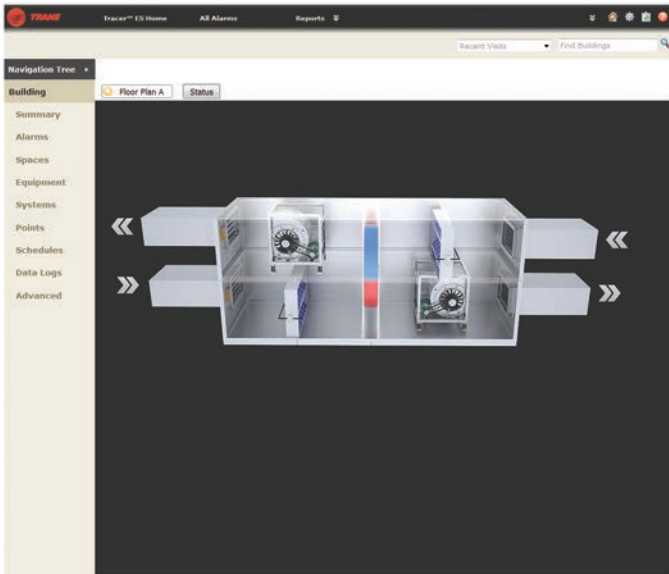 TRANE Tracer™ ES Home All Alarms Reports
Recent Visits Find Buildings
Navigation Tree
Building
Floor Plan A Status
Summary
Alarms
Spaces
Equipment
Systems
Points
Schedules
Data Logs
Advanced